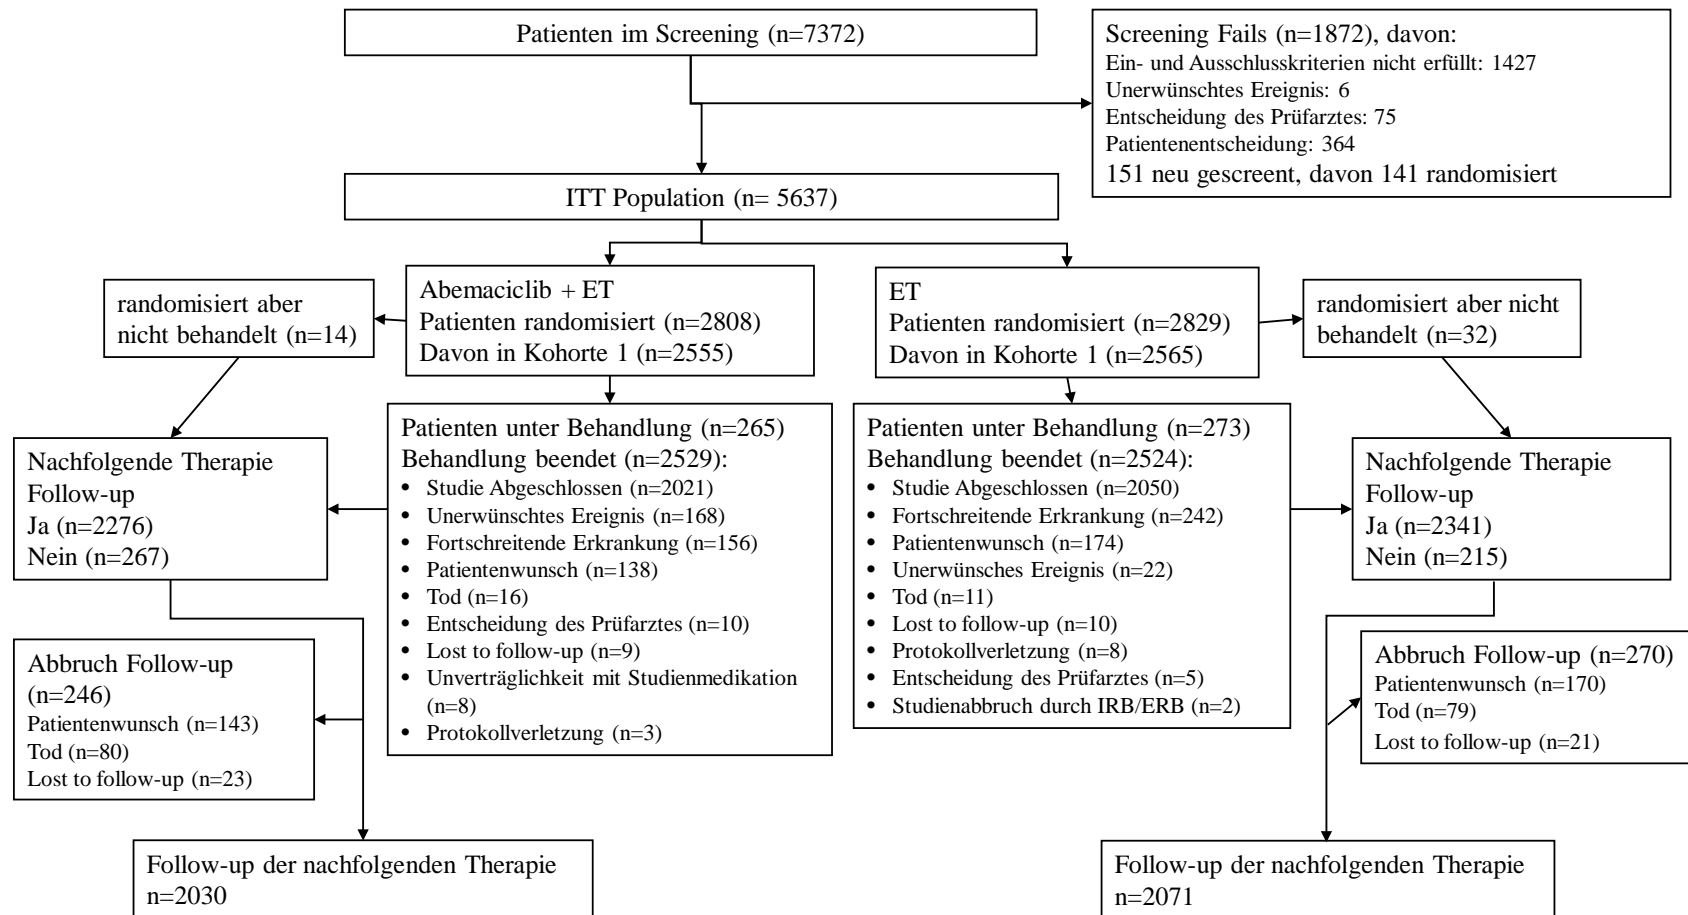 Patienten im Screening (n=7372)
Screening Fails (n=1872), davon:
Ein- und Ausschlusskriterien nicht erfüllt: 1427
Unerwünschtes Ereignis: 6
Entscheidung des Prüfarztes: 75
Patientenentscheidung: 364
151 neu gescreent, davon 141 randomisiert
ITT Population (n= 5637)
randomisiert aber
nicht behandelt (n=14)
Abemaciclib + ET
Patienten randomisiert (n=2808)
Davon in Kohorte 1 (n=2555)
ET
Patienten randomisiert (n=2829)
Davon in Kohorte 1 (n=2565)
randomisiert aber nicht
behandelt (n=32)
Nachfolgende Therapie
Follow-up
Ja (n=2276)
Nein (n=267)
Patienten unter Behandlung (n=265)
Behandlung beendet (n=2529):
• Studie Abgeschlossen (n=2021)
• Unerwünschtes Ereignis (n=168)
• Fortschreitende Erkrankung (n=156)
• Patientenwunsch (n=138)
• Tod (n=16)
• Entscheidung des Prüfarztes (n=10)
• Lost to follow-up (n=9)
• Unverträglichkeit mit Studienmedikation
(n=8)
• Protokollverletzung (n=3)
Patienten unter Behandlung (n=273)
Behandlung beendet (n=2524):
• Studie Abgeschlossen (n=2050)
• Fortschreitende Erkrankung (n=242)
• Patientenwunsch (n=174)
• Unerwünsches Ereignis (n=22)
• Tod (n=11)
• Lost to follow-up (n=10)
• Protokollverletzung (n=8)
• Entscheidung des Prüfarztes (n=5)
• Studienabbruch durch IRB/ERB (n=2)
Nachfolgende Therapie
Follow-up
Ja (n=2341)
Nein (n=215)
Abbruch Follow-up
(n=246)
Patientenwunsch (n=143)
Tod (n=80)
Lost to follow-up (n=23)
Abbruch Follow-up (n=270)
Patientenwunsch (n=170)
Tod (n=79)
Lost to follow-up (n=21)
Follow-up der nachfolgenden Therapie
n=2030
Follow-up der nachfolgenden Therapie
n=2071